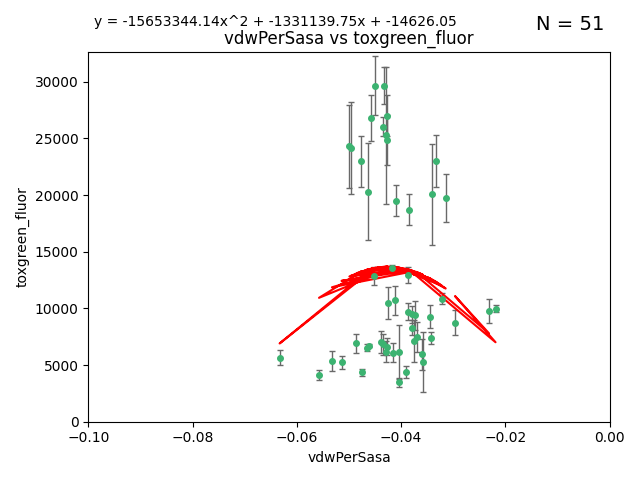 y = -15653344.14x^2 + -1331139.75x + -14626.05
N = 51
vdwPerSasa vs toxgreen_fluor
toxgreen_fluor
30000
25000
20000
15000
10000
5000
0
−0.10
−0.08
−0.06
−0.04
−0.02
0.00
vdwPerSasa